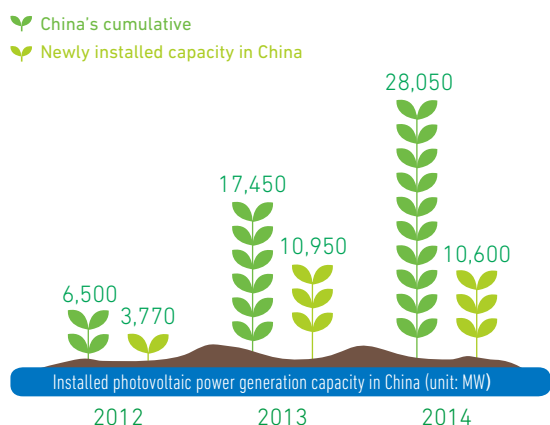 China's cumulative
Newly installed capacity in China
28,050
17,450
10,950
10,600
6,500
3,770
Installed photovoltaic power generation capacity in China (unit: MW)
2012 2013 2014